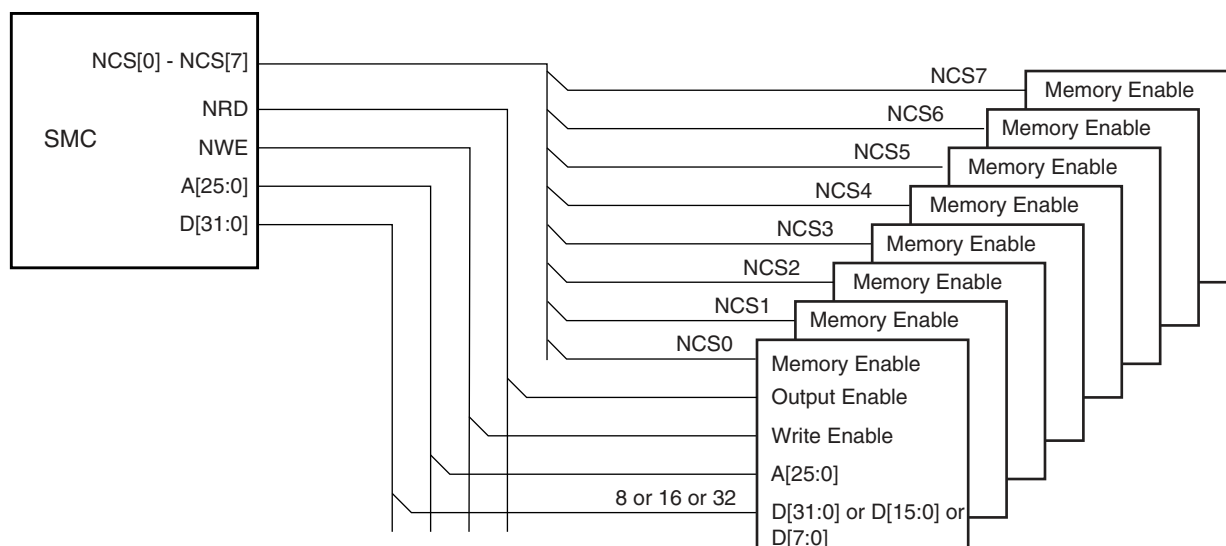 NCS[0] - NCS[7]
NRD
SMC
NWE
A[25:0]
D[31:0]
NCS7
Memory Enable
NCS6
Memory Enable
NCS5
Memory Enable
NCS4
Memory Enable
NCS3
Memory Enable
NCS2
Memory Enable
NCS1
Memory Enable
NCS0
Memory Enable
Output Enable
Write Enable
A[25:0]
8 or 16 or 32
D[31:0] or D[15:0] or
D[7:0]